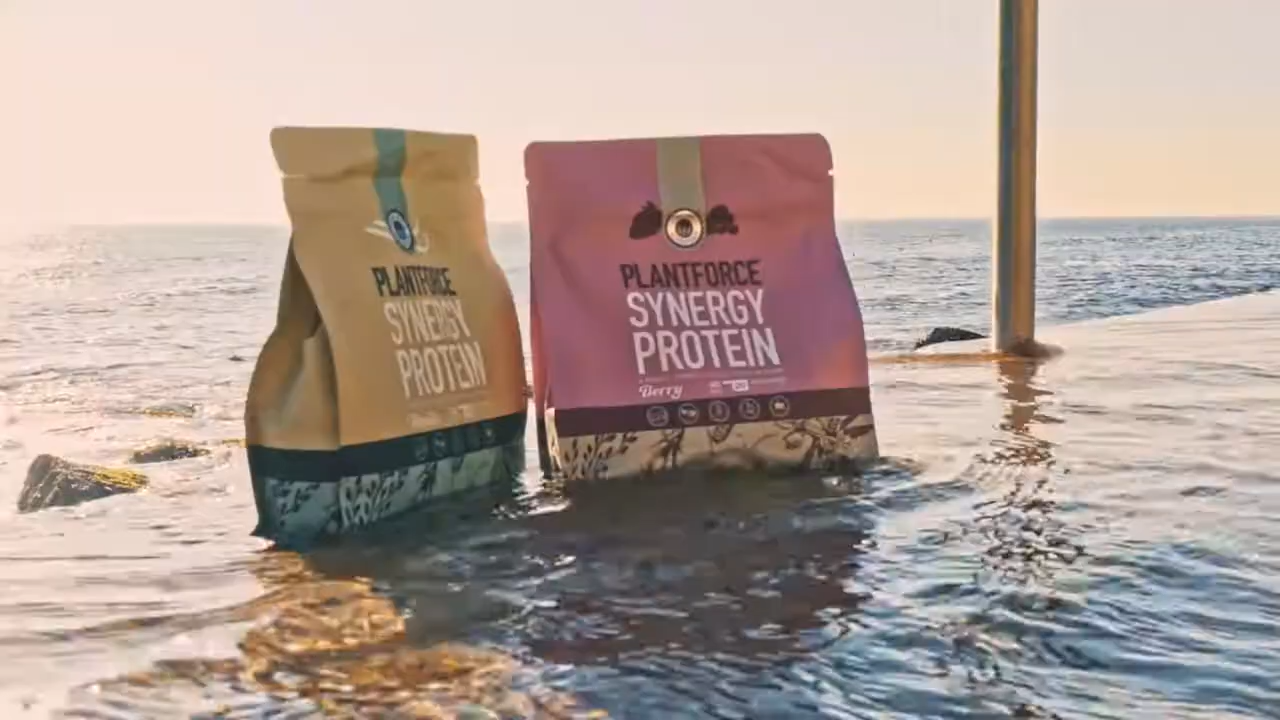 PLANTFORCE
SYNERGY
PROTEIN
PLANTFORCE
SYNERGY
PROTEIN
Berry